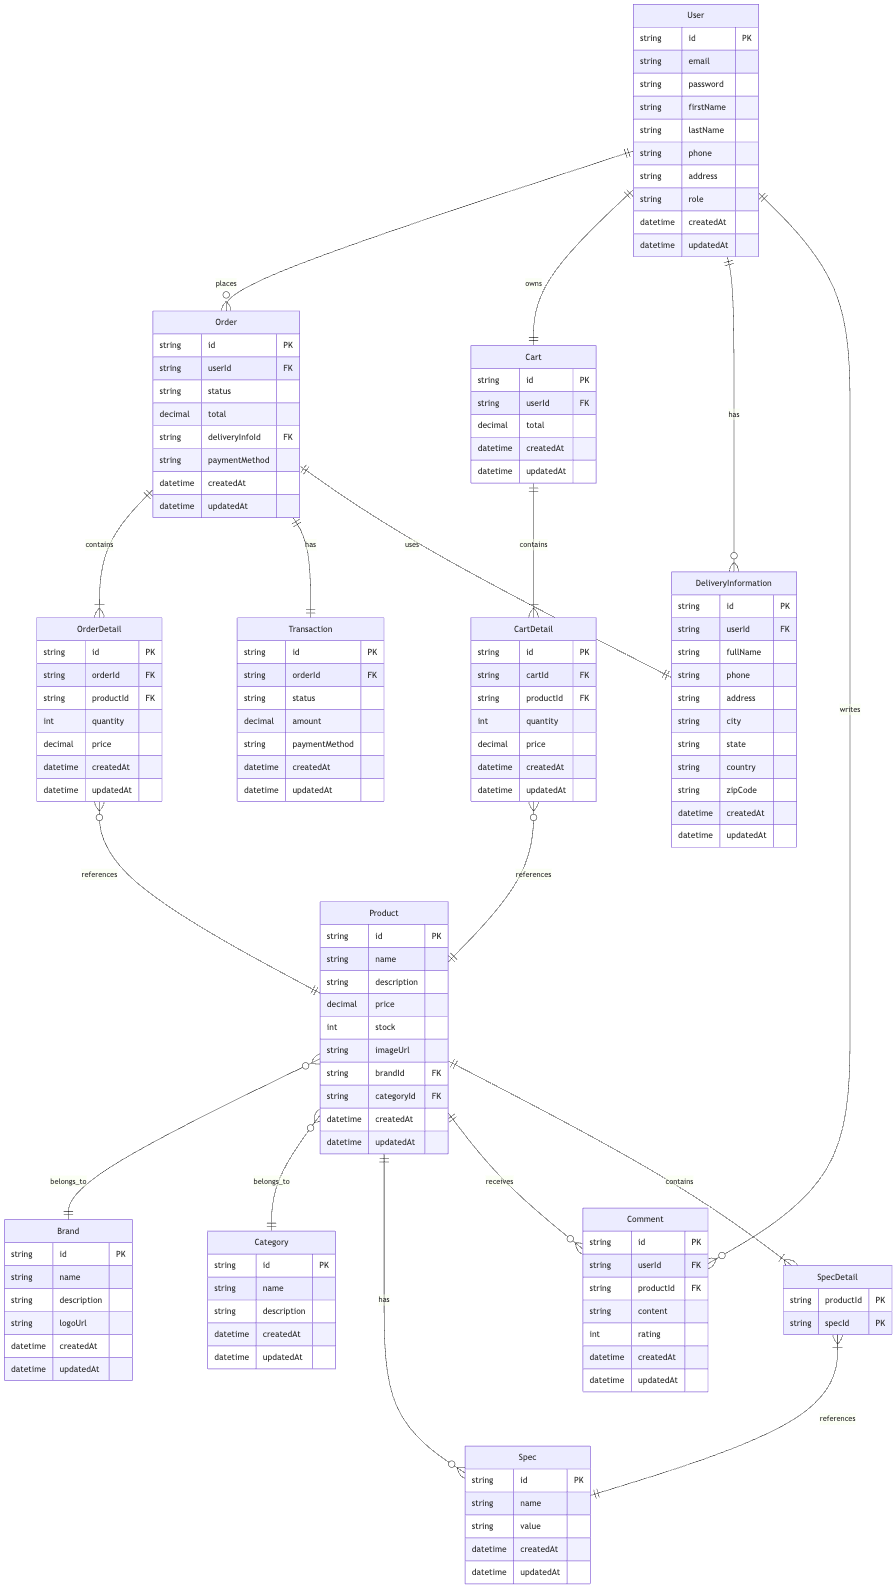 User
string id PK
string email
string password
string firstName
string lastName
string phone
string address
string role
datetime createdAt
datetime updatedAt
places
owns
has
writes
Order
string id PK
string userId FK
string status
decimal total
string deliveryInfoId FK
string paymentMethod
datetime createdAt
datetime updatedAt
Cart
string id PK
string userId FK
decimal total
datetime createdAt
datetime updatedAt
contains
has
uses
contains
OrderDetail
string id PK
string orderId FK
string productId FK
int quantity
decimal price
datetime createdAt
datetime updatedAt
Transaction
string id PK
string orderId FK
string status
decimal amount
string paymentMethod
datetime createdAt
datetime updatedAt
CartDetail
string id PK
string cartId FK
string productId FK
int quantity
decimal price
datetime createdAt
datetime updatedAt
DeliveryInformation
string id PK
string userId FK
string fullName
string phone
string address
string city
string state
string country
string zipCode
datetime createdAt
datetime updatedAt
references
references
Product
string id PK
string name
string description
decimal price
int stock
string imageUrl
string brandId FK
string categoryId FK
datetime createdAt
datetime updatedAt
belongs_to
belongs_to
receives
contains
has
Brand
string id PK
string name
string description
string logoUrl
datetime createdAt
datetime updatedAt
Category
string id PK
string name
string description
datetime createdAt
datetime updatedAt
Comment
string id PK
string userId FK
string productId FK
string content
int rating
datetime createdAt
datetime updatedAt
SpecDetail
string productId PK
string specId PK
references
Spec
string id PK
string name
string value
datetime createdAt
datetime updatedAt